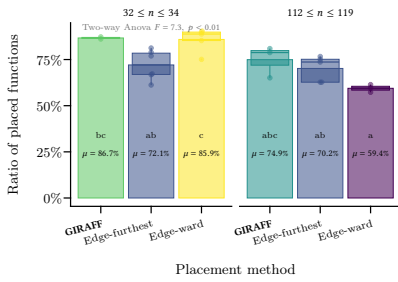 32 ≤ n ≤ 34
112 ≤ n ≤ 119
Two-way Anova F = 7.3, p < 0.01
Ratio of placed functions
75%
50%
25%
0%
bc
ab
c
abc
ab
a
μ = 86.7%
μ = 72.1%
μ = 85.9%
μ = 74.9%
μ = 70.2%
μ = 59.4%
GIRAFF
Edge-furthest
Edge-ward
GIRAFF
Edge-furthest
Edge-ward
Placement method